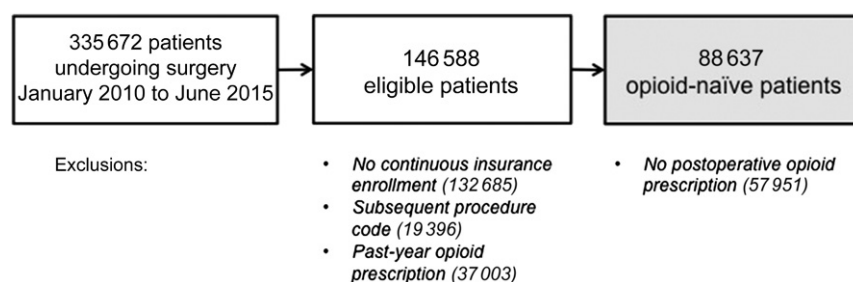 335 672 patients
undergoing surgery
January 2010 to June 2015
146 588
eligible patients
88 637
opioid-naïve patients
Exclusions:
• No continuous insurance
enrollment (132 685)
• Subsequent procedure
code (19 396)
• Past-year opioid
prescription (37 003)
• No postoperative opioid
prescription (57 951)